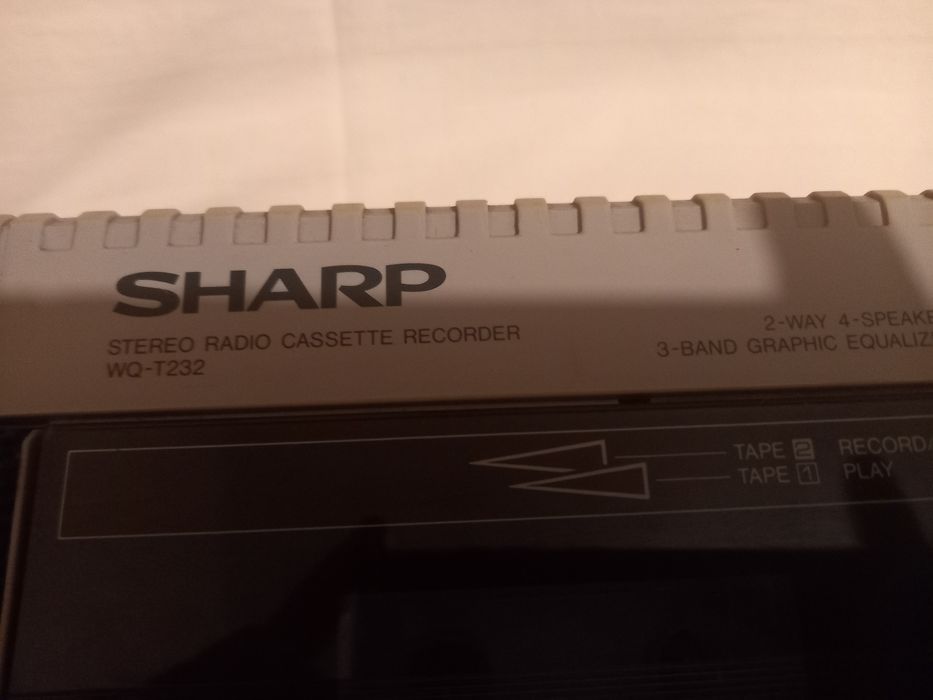 SHARP
STEREO RADIO CASSETTE RECORDER
WQ-T232
2-WAY 4-SPEAKE
3-BAND GRAPHIC EQUALIZ
TAPE 2 RECORD/
TAPE 1 PLAY